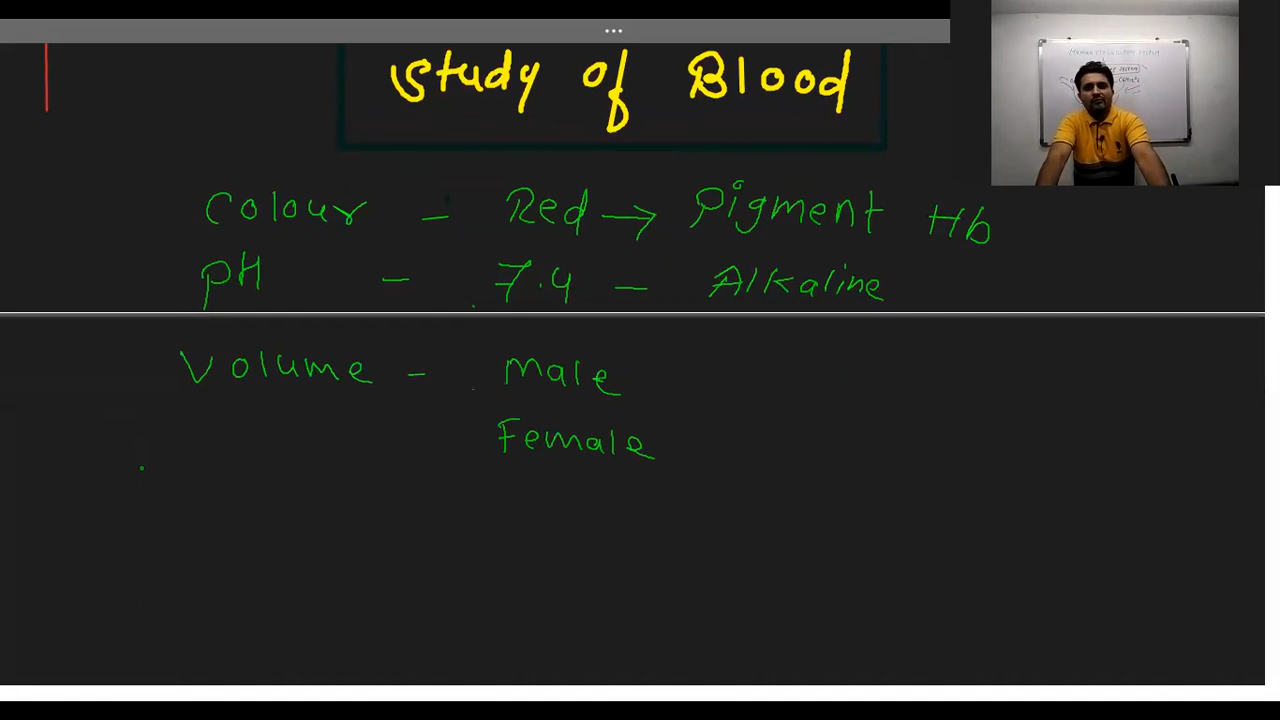 Study of Blood
Colour - Red → Pigment Hb
pH - 7.4 - Alkaline
Volume - Male
Female